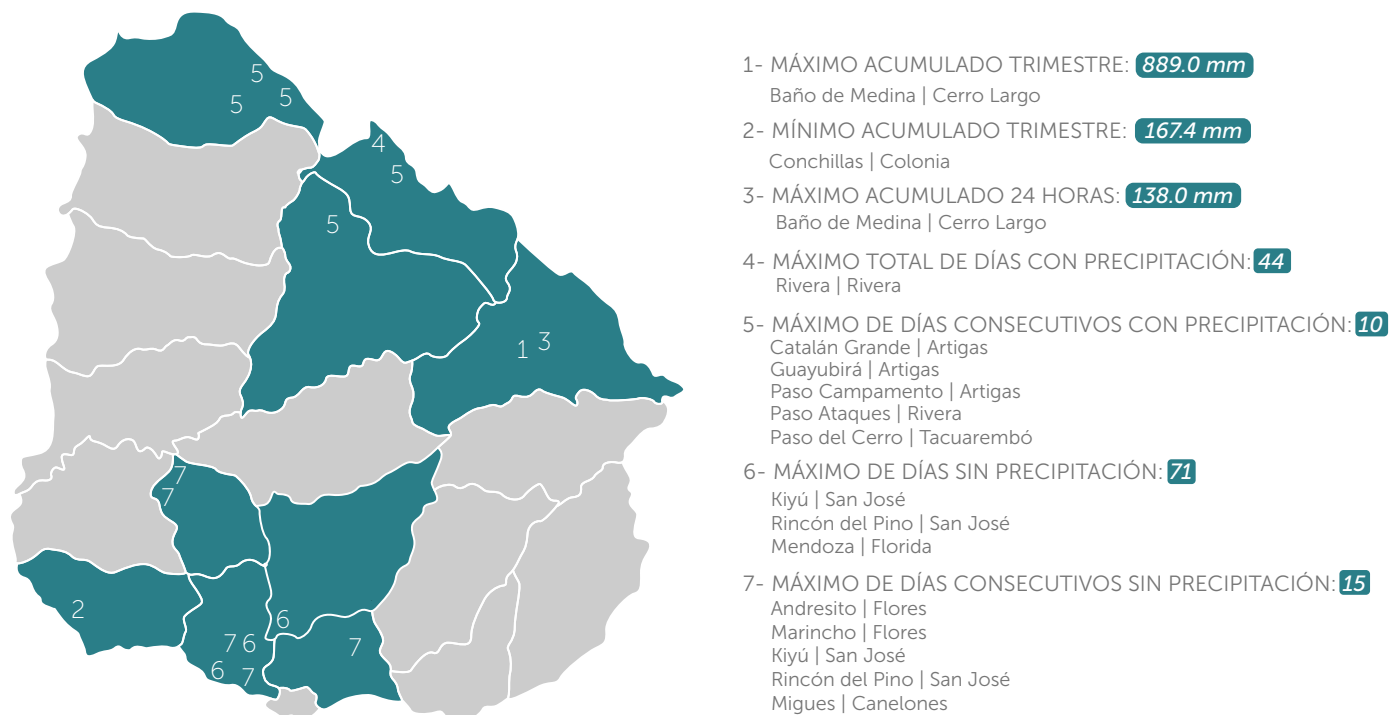 5
5
5
4
5
5
1 3
7
7
2
6
7 6
7
6
7
1- MÁXIMO ACUMULADO TRIMESTRE: 889.0 mm
Baño de Medina | Cerro Largo
2- MÍNIMO ACUMULADO TRIMESTRE: 167.4 mm
Conchillas | Colonia
3- MÁXIMO ACUMULADO 24 HORAS: 138.0 mm
Baño de Medina | Cerro Largo
4- MÁXIMO TOTAL DE DÍAS CON PRECIPITACIÓN: 44
Rivera | Rivera
5- MÁXIMO DE DÍAS CONSECUTIVOS CON PRECIPITACIÓN: 10
Catalán Grande | Artigas
Guayubirá | Artigas
Paso Campamento | Artigas
Paso Ataques | Rivera
Paso del Cerro | Tacuarembó
6- MÁXIMO DE DÍAS SIN PRECIPITACIÓN: 71
Kiyú | San José
Rincón del Pino | San José
Mendoza | Florida
7- MÁXIMO DE DÍAS CONSECUTIVOS SIN PRECIPITACIÓN: 15
Andresito | Flores
Marincho | Flores
Kiyú | San José
Rincón del Pino | San José
Migues | Canelones